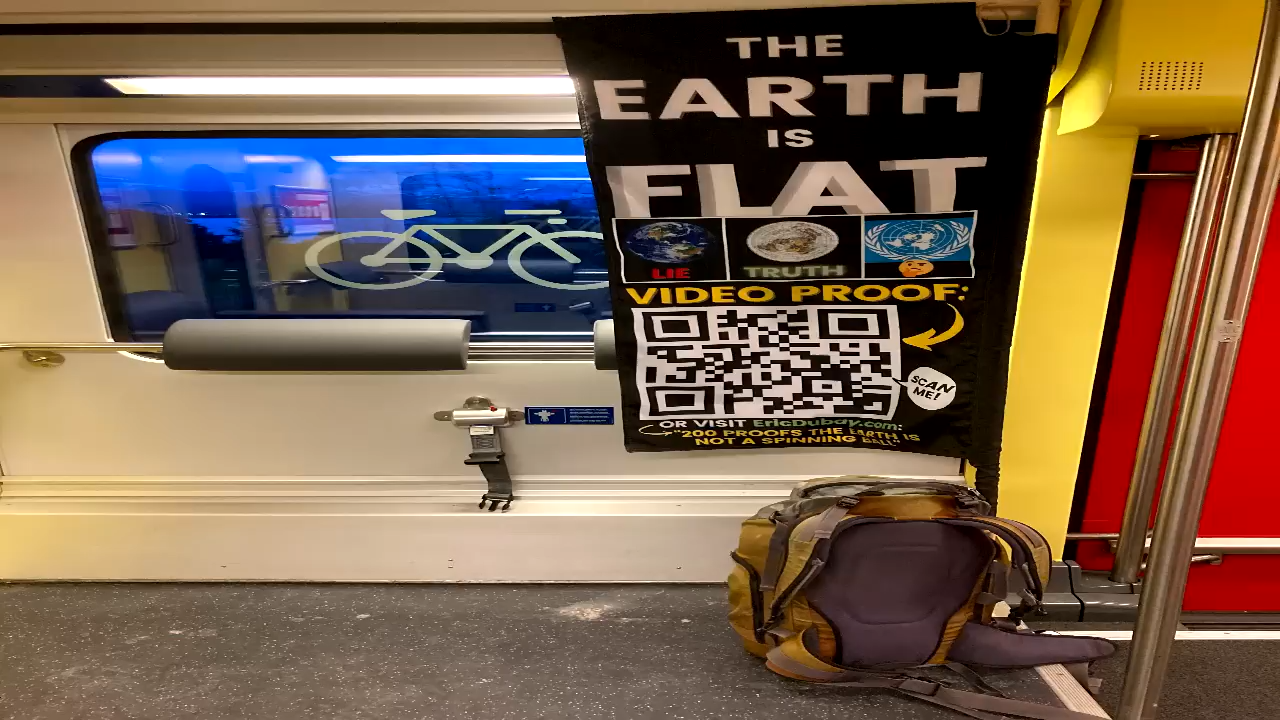 THE
EARTH
IS
FLAT
LIE
TRUTH
VIDEO PROOF:
SCAN
ME!
OR VISIT EricDubay.com:
"200 PROOFS THE EARTH IS
NOT A SPINNING BALL"